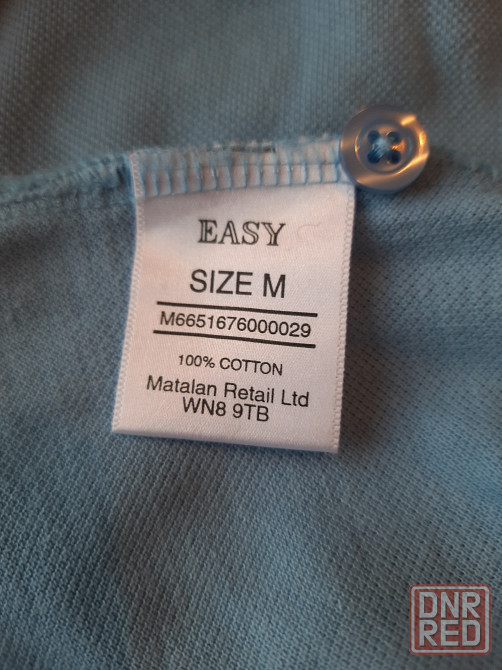 EASY
SIZE M
M6651676000029
100% COTTON
Matalan Retail Ltd
WN8 9TB
DNR
RED